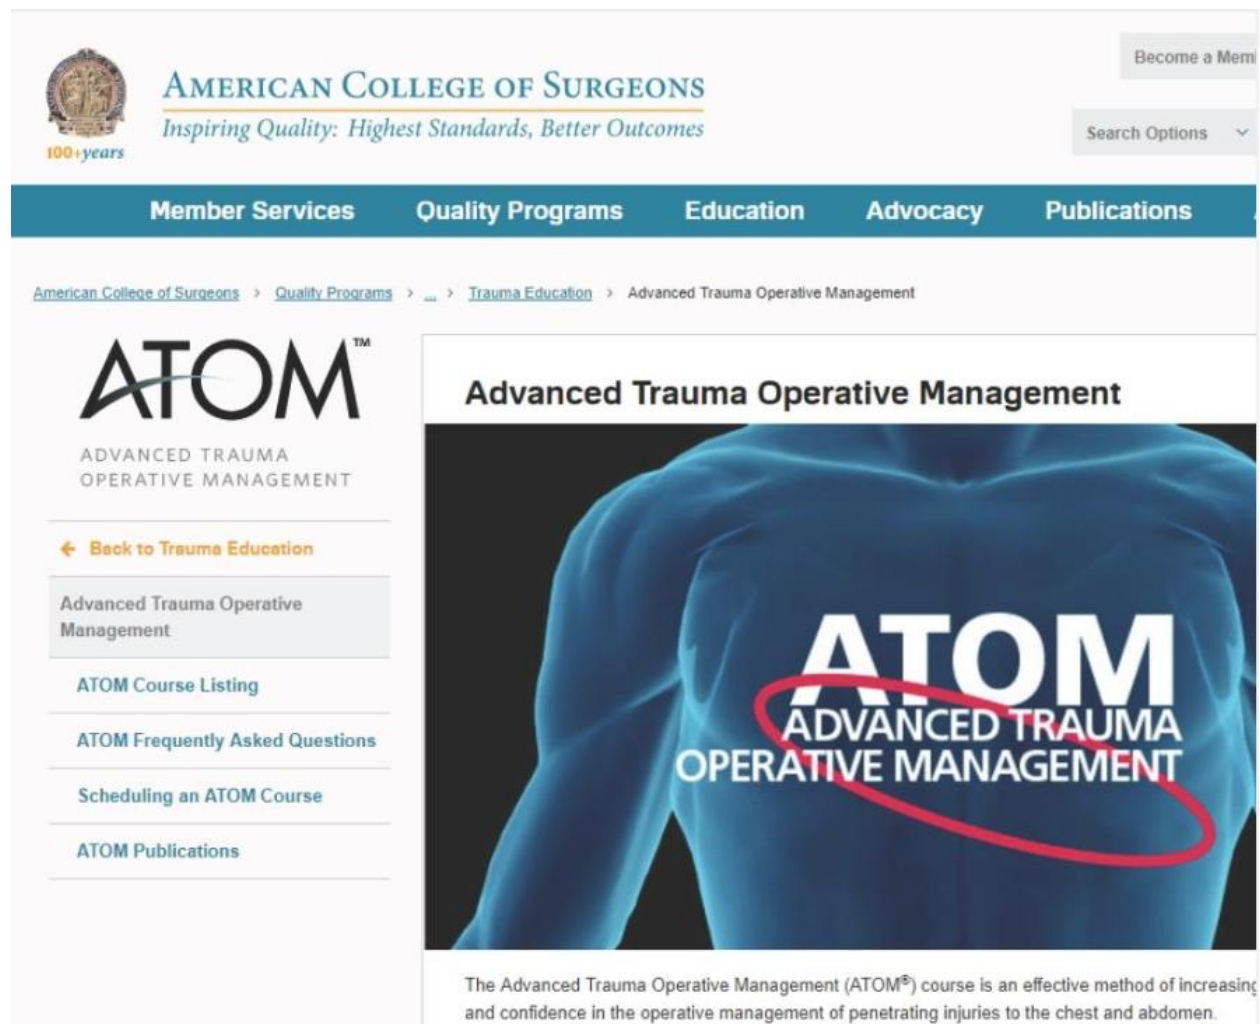 Become a Mem
AMERICAN COLLEGE OF SURGEONS
Inspiring Quality: Highest Standards, Better Outcomes
100+years
Search Options
Member Services Quality Programs Education Advocacy Publications
American College of Surgeons > Quality Programs > ... > Trauma Education > Advanced Trauma Operative Management
ATOM™
ADVANCED TRAUMA
OPERATIVE MANAGEMENT
← Back to Trauma Education
Advanced Trauma Operative
Management
ATOM Course Listing
ATOM Frequently Asked Questions
Scheduling an ATOM Course
ATOM Publications
Advanced Trauma Operative Management
ATOM
ADVANCED TRAUMA
OPERATIVE MANAGEMENT
The Advanced Trauma Operative Management (ATOM®) course is an effective method of increasing
and confidence in the operative management of penetrating injuries to the chest and abdomen.